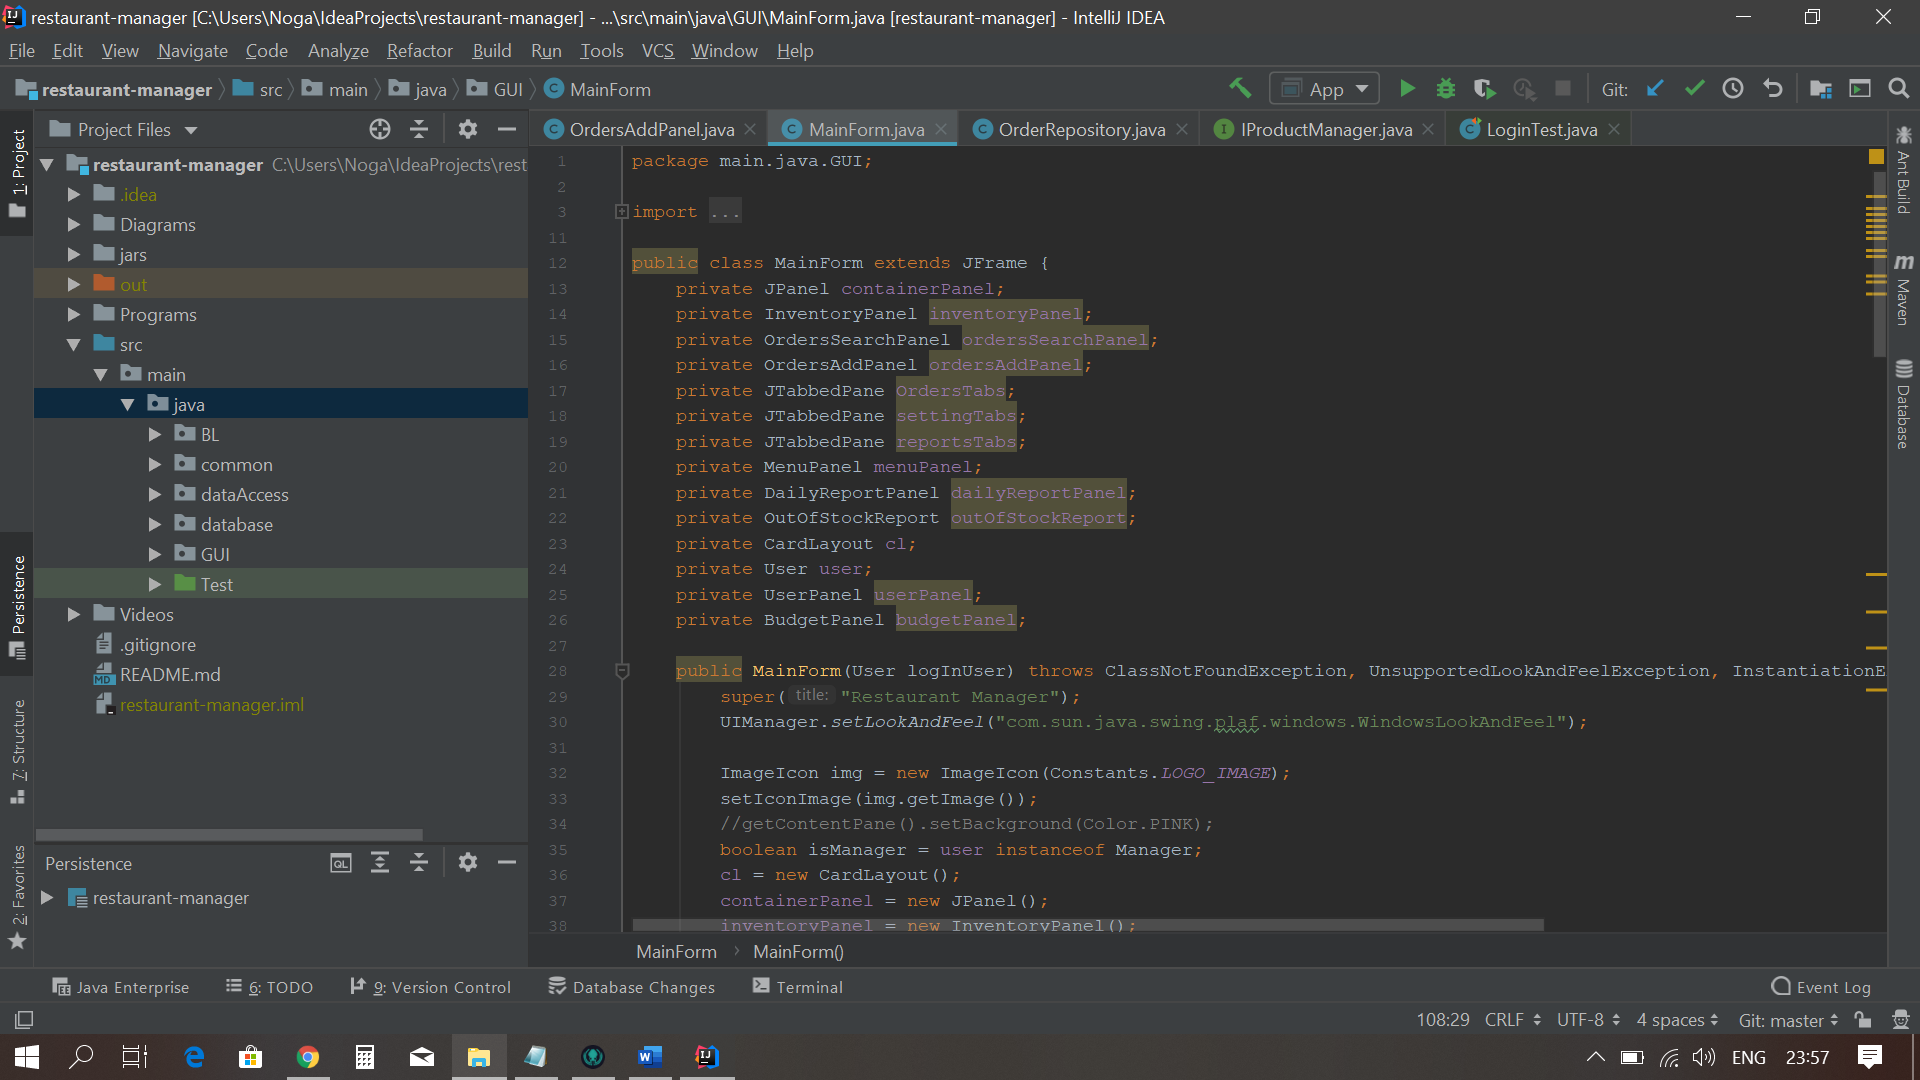 restaurant-manager [C:\Users\Noga\IdeaProjects\restaurant-manager] - ...\src\main\java\GUI\MainForm.java [restaurant-manager] - IntelliJ IDEA
File Edit View Navigate Code Analyze Refactor Build Run Tools VCS Window Help
restaurant-manager src main java GUI MainForm App Git:
1: Project
Project Files
OrdersAddPanel.java MainForm.java OrderRepository.java IProductManager.java LoginTest.java
restaurant-manager C:\Users\Noga\IdeaProjects\rest
.idea
Diagrams
jars
out
Programs
src
main
java
BL
common
dataAccess
database
GUI
Test
Videos
.gitignore
README.md
restaurant-manager.iml
Persistence
7: Structure
2: Favorites
Persistence
restaurant-manager
1 package main.java.GUI;
2
3 import ...
11
12 public class MainForm extends JFrame {
13 private JPanel containerPanel;
14 private InventoryPanel inventoryPanel;
15 private OrdersSearchPanel ordersSearchPanel;
16 private OrdersAddPanel ordersAddPanel;
17 private JTabbedPane OrdersTabs;
18 private JTabbedPane settingTabs;
19 private JTabbedPane reportsTabs;
20 private MenuPanel menuPanel;
21 private DailyReportPanel dailyReportPanel;
22 private OutOfStockReport outOfStockReport;
23 private CardLayout cl;
24 private User user;
25 private UserPanel userPanel;
26 private BudgetPanel budgetPanel;
27
28 public MainForm(User logInUser) throws ClassNotFoundException, UnsupportedLookAndFeelException, InstantiationE
29 super( title: "Restaurant Manager");
30 UIManager.setLookAndFeel("com.sun.java.swing.plaf.windows.WindowsLookAndFeel");
31
32 ImageIcon img = new ImageIcon(Constants.LOGO_IMAGE);
33 setIconImage(img.getImage());
34 //getContentPane().setBackground(Color.PINK);
35 boolean isManager = user instanceof Manager;
36 cl = new CardLayout();
37 containerPanel = new JPanel();
38 inventoryPanel = new InventoryPanel();
MainForm MainForm()
Ant Build
Maven
Database
Java Enterprise 6: TODO 9: Version Control Database Changes Terminal Event Log
108:29 CRLF UTF-8 4 spaces Git: master
ENG 23:57